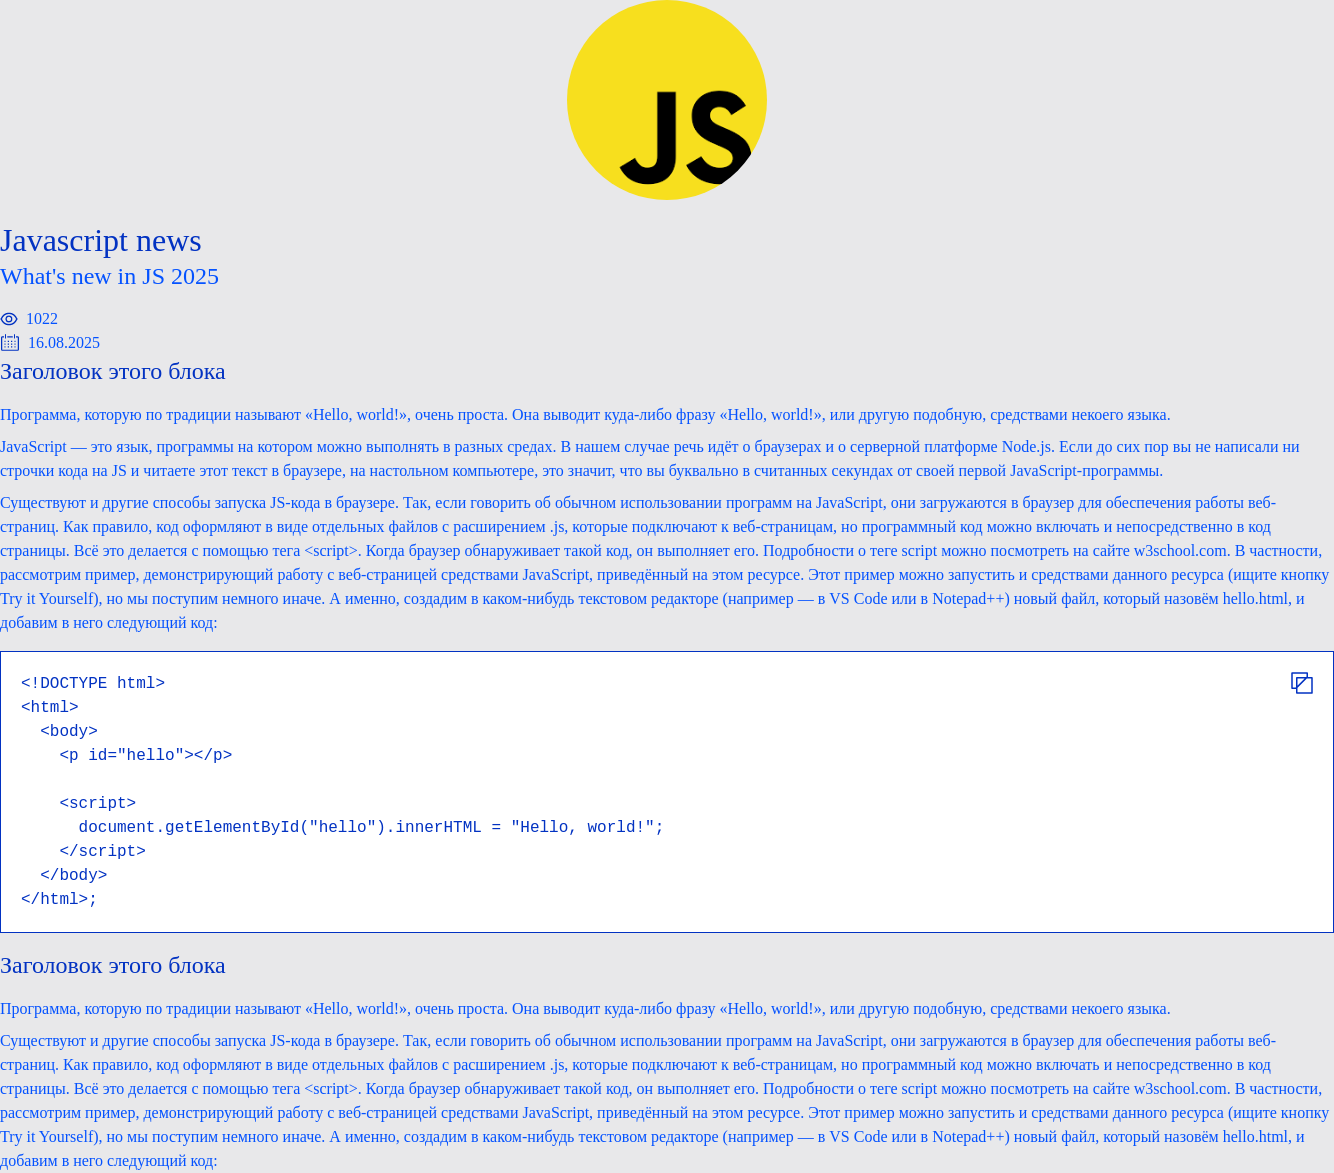 JS
Javascript news
What's new in JS 2025
1022
16.08.2025
Заголовок этого блока
Программа, которую по традиции называют «Hello, world!», очень проста. Она выводит куда-либо фразу «Hello, world!», или другую подобную, средствами некоего языка.
JavaScript — это язык, программы на котором можно выполнять в разных средах. В нашем случае речь идёт о браузерах и о серверной платформе Node.js. Если до сих пор вы не написали ни
строчки кода на JS и читаете этот текст в браузере, на настольном компьютере, это значит, что вы буквально в считанных секундах от своей первой JavaScript-программы.
Существуют и другие способы запуска JS-кода в браузере. Так, если говорить об обычном использовании программ на JavaScript, они загружаются в браузер для обеспечения работы веб-
страниц. Как правило, код оформляют в виде отдельных файлов с расширением .js, которые подключают к веб-страницам, но программный код можно включать и непосредственно в код
страницы. Всё это делается с помощью тега <script>. Когда браузер обнаруживает такой код, он выполняет его. Подробности о теге script можно посмотреть на сайте w3school.com. В частности,
рассмотрим пример, демонстрирующий работу с веб-страницей средствами JavaScript, приведённый на этом ресурсе. Этот пример можно запустить и средствами данного ресурса (ищите кнопку
Try it Yourself), но мы поступим немного иначе. А именно, создадим в каком-нибудь текстовом редакторе (например — в VS Code или в Notepad++) новый файл, который назовём hello.html, и
добавим в него следующий код:
<!DOCTYPE html>
<html>
  <body>
    <p id="hello"></p>
    <script>
      document.getElementById("hello").innerHTML = "Hello, world!";
    </script>
  </body>
</html>;
Заголовок этого блока
Программа, которую по традиции называют «Hello, world!», очень проста. Она выводит куда-либо фразу «Hello, world!», или другую подобную, средствами некоего языка.
Существуют и другие способы запуска JS-кода в браузере. Так, если говорить об обычном использовании программ на JavaScript, они загружаются в браузер для обеспечения работы веб-
страниц. Как правило, код оформляют в виде отдельных файлов с расширением .js, которые подключают к веб-страницам, но программный код можно включать и непосредственно в код
страницы. Всё это делается с помощью тега <script>. Когда браузер обнаруживает такой код, он выполняет его. Подробности о теге script можно посмотреть на сайте w3school.com. В частности,
рассмотрим пример, демонстрирующий работу с веб-страницей средствами JavaScript, приведённый на этом ресурсе. Этот пример можно запустить и средствами данного ресурса (ищите кнопку
Try it Yourself), но мы поступим немного иначе. А именно, создадим в каком-нибудь текстовом редакторе (например — в VS Code или в Notepad++) новый файл, который назовём hello.html, и
добавим в него следующий код: